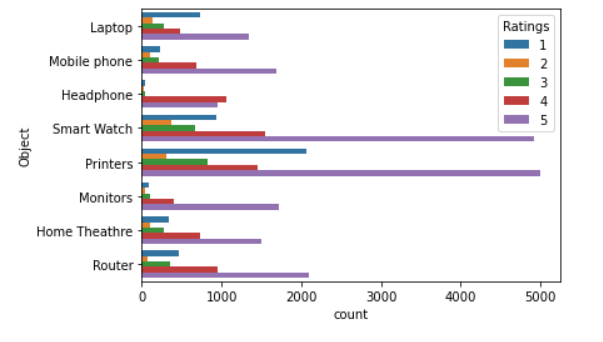 Ratings
1
2
3
4
5
Laptop
Mobile phone
Headphone
Smart Watch
Printers
Monitors
Home Theathre
Router
Object
0 1000 2000 3000 4000 5000
count